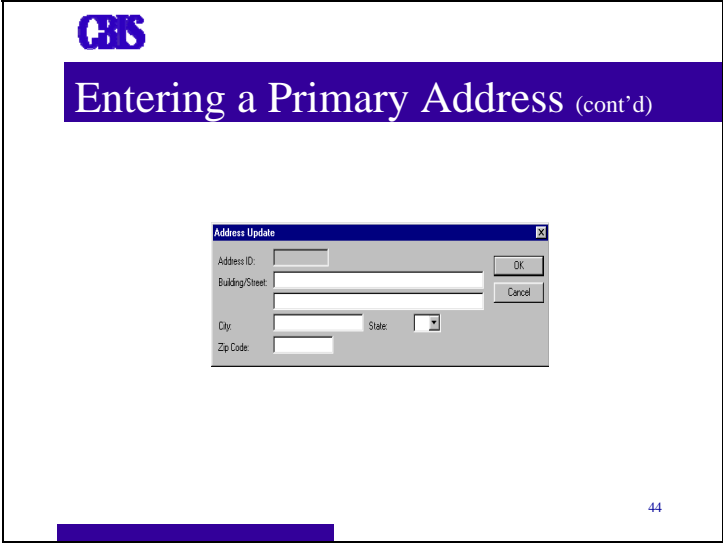 CBIS
Entering a Primary Address (cont’d)
Address Update
Address ID:
OK
Building/Street:
Cancel
City: State:
Zip Code:
44